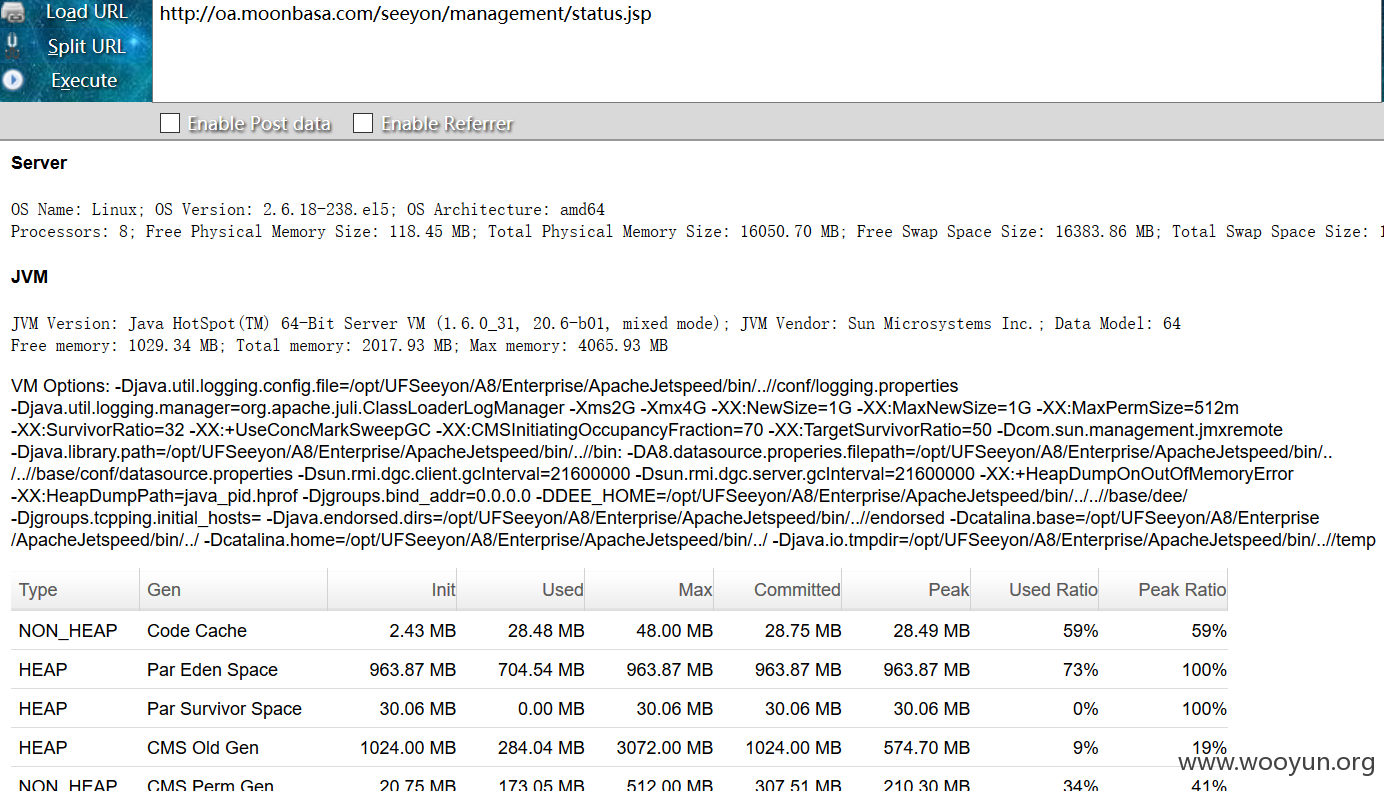 Load URL
Split URL
Execute
http://oa.moonbasa.com/seeyon/management/status.jsp
Enable Post data Enable Referrer
Server
OS Name: Linux; OS Version: 2.6.18-238.el5; OS Architecture: amd64
Processors: 8; Free Physical Memory Size: 118.45 MB; Total Physical Memory Size: 16050.70 MB; Free Swap Space Size: 16383.86 MB; Total Swap Space Size:
JVM
JVM Version: Java HotSpot(TM) 64-Bit Server VM (1.6.0_31, 20.6-b01, mixed mode); JVM Vendor: Sun Microsystems Inc.; Data Model: 64
Free memory: 1029.34 MB; Total memory: 2017.93 MB; Max memory: 4065.93 MB
VM Options: -Djava.util.logging.config.file=/opt/UFSeeyon/A8/Enterprise/ApacheJetspeed/bin/..//conf/logging.properties
-Djava.util.logging.manager=org.apache.juli.ClassLoaderLogManager -Xms2G -Xmx4G -XX:NewSize=1G -XX:MaxNewSize=1G -XX:MaxPermSize=512m
-XX:SurvivorRatio=32 -XX:+UseConcMarkSweepGC -XX:CMSInitiatingOccupancyFraction=70 -XX:TargetSurvivorRatio=50 -Dcom.sun.management.jmxremote
-Djava.library.path=/opt/UFSeeyon/A8/Enterprise/ApacheJetspeed/bin/..//bin: -DA8.datasource.properies.filepath=/opt/UFSeeyon/A8/Enterprise/ApacheJetspeed/bin/..
/..//base/conf/datasource.properties -Dsun.rmi.dgc.client.gcInterval=21600000 -Dsun.rmi.dgc.server.gcInterval=21600000 -XX:+HeapDumpOnOutOfMemoryError
-XX:HeapDumpPath=java_pid.hprof -Djgroups.bind_addr=0.0.0.0 -DDEE_HOME=/opt/UFSeeyon/A8/Enterprise/ApacheJetspeed/bin/../..//base/dee/
-Djgroups.tcpping.initial_hosts= -Djava.endorsed.dirs=/opt/UFSeeyon/A8/Enterprise/ApacheJetspeed/bin/..//endorsed -Dcatalina.base=/opt/UFSeeyon/A8/Enterprise
/ApacheJetspeed/bin/../ -Dcatalina.home=/opt/UFSeeyon/A8/Enterprise/ApacheJetspeed/bin/../ -Djava.io.tmpdir=/opt/UFSeeyon/A8/Enterprise/ApacheJetspeed/bin/..//temp
Type Gen Init Used Max Committed Peak Used Ratio Peak Ratio
NON_HEAP Code Cache 2.43 MB 28.48 MB 48.00 MB 28.75 MB 28.49 MB 59% 59%
HEAP Par Eden Space 963.87 MB 704.54 MB 963.87 MB 963.87 MB 963.87 MB 73% 100%
HEAP Par Survivor Space 30.06 MB 0.00 MB 30.06 MB 30.06 MB 30.06 MB 0% 100%
HEAP CMS Old Gen 1024.00 MB 284.04 MB 3072.00 MB 1024.00 MB 574.70 MB 9% 19%
NON_HEAP CMS Perm Gen 20.75 MB 173.05 MB 512.00 MB 307.51 MB 210.30 MB 34% 41%
www.wooyun.org